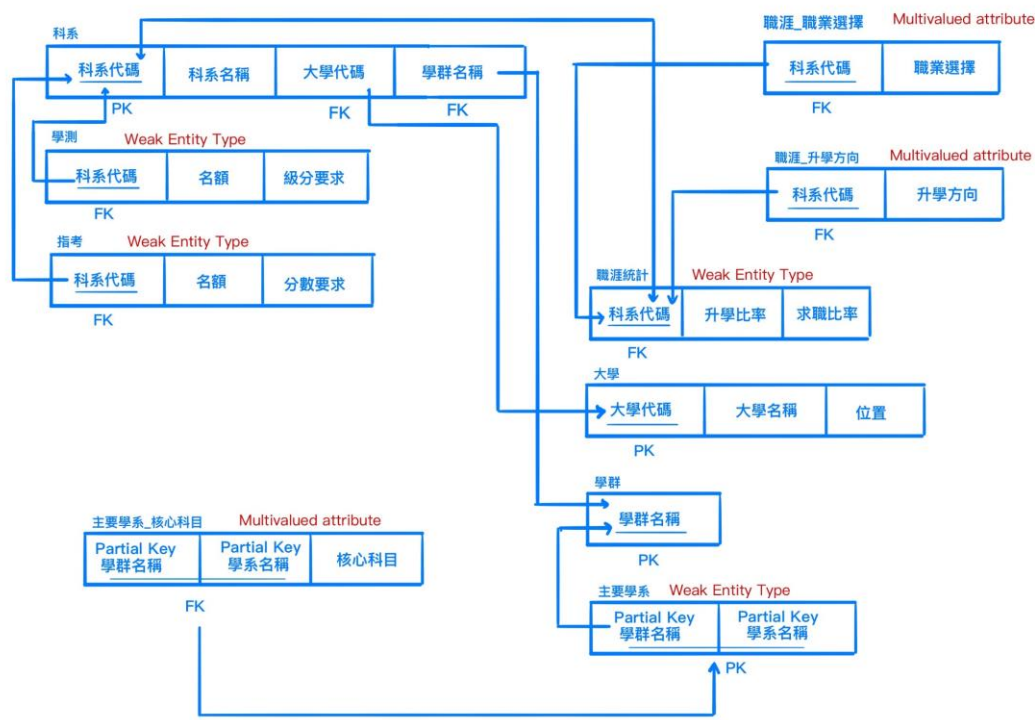 科系
科系代碼 科系名稱 大學代碼 學群名稱
PK FK FK
學測 Weak Entity Type
科系代碼 名額 級分要求
FK
指考 Weak Entity Type
科系代碼 名額 分數要求
FK
職涯_職業選擇 Multivalued attribute
科系代碼 職業選擇
FK
職涯_升學方向 Multivalued attribute
科系代碼 升學方向
FK
職涯統計 Weak Entity Type
科系代碼 升學比率 求職比率
FK
大學
大學代碼 大學名稱 位置
PK
學群
學群名稱
PK
主要學系_核心科目 Multivalued attribute
Partial Key Partial Key
學群名稱 學系名稱 核心科目
FK
主要學系 Weak Entity Type
Partial Key Partial Key
學群名稱 學系名稱
PK